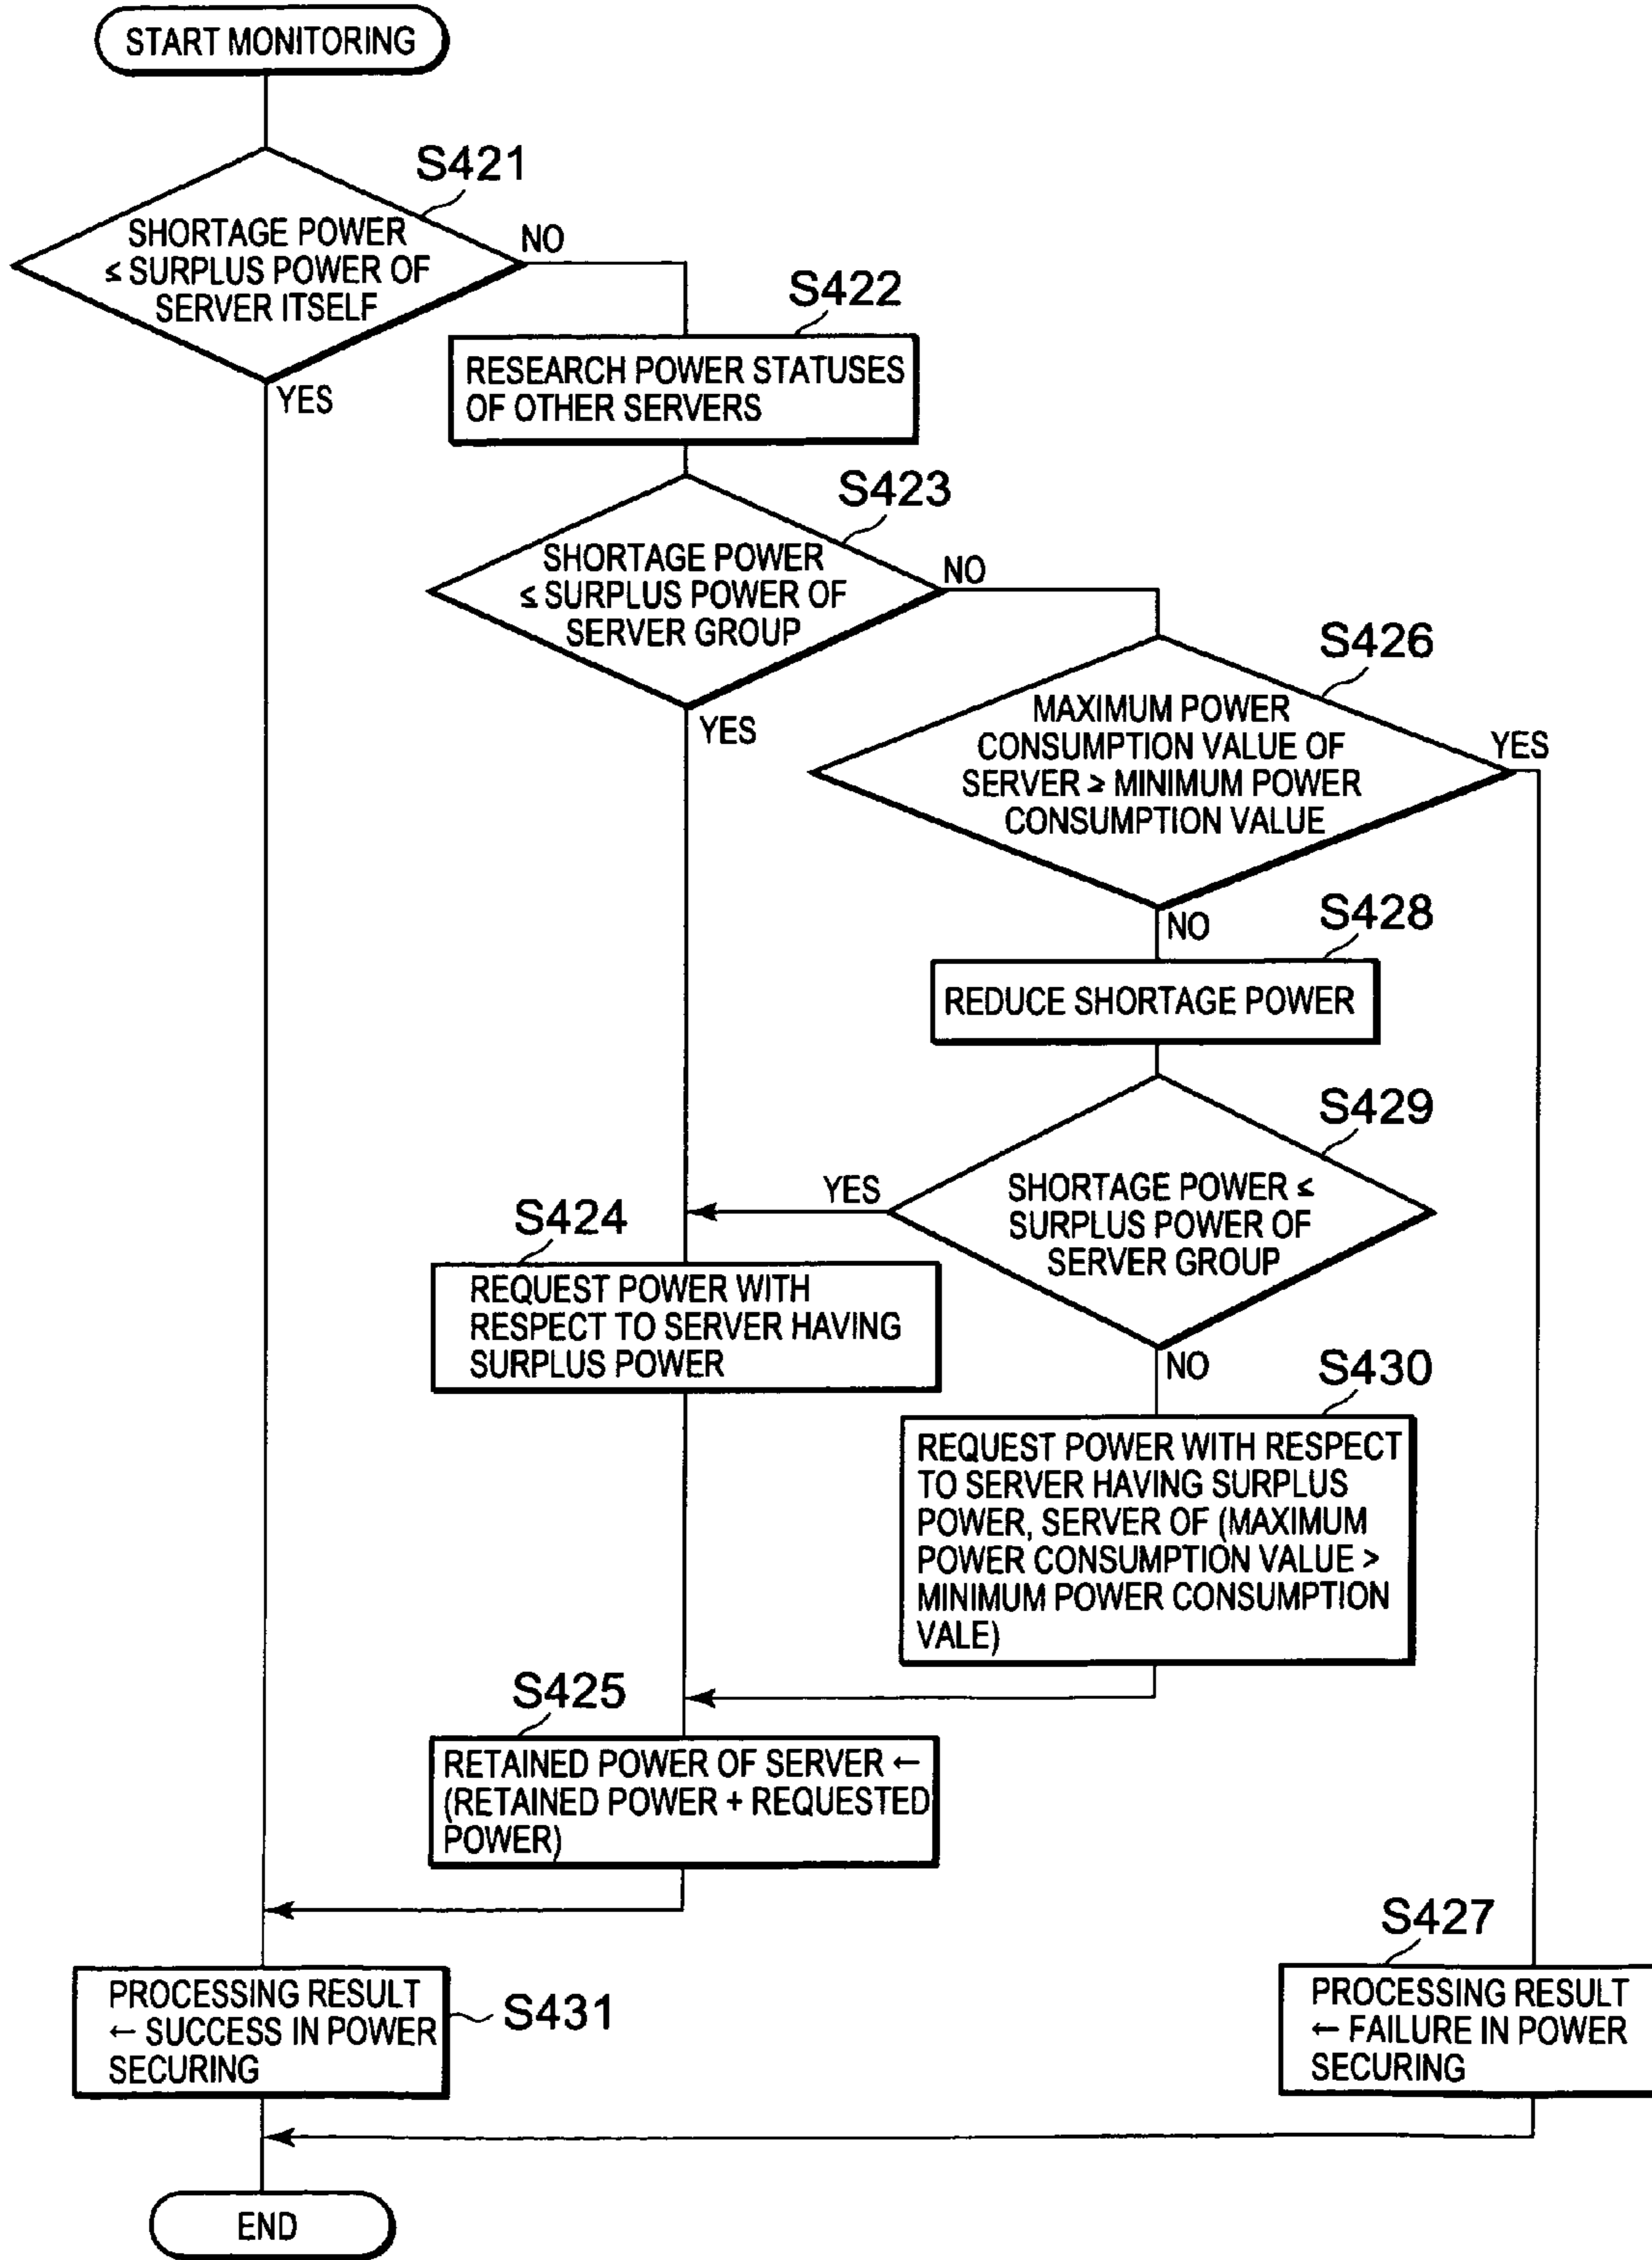 START MONITORING
S421
SHORTAGE POWER
≤ SURPLUS POWER OF
SERVER ITSELF
NO
YES
S422
RESEARCH POWER STATUSES
OF OTHER SERVERS
S423
SHORTAGE POWER
≤ SURPLUS POWER OF
SERVER GROUP
NO
YES
S426
MAXIMUM POWER
CONSUMPTION VALUE OF
SERVER ≥ MINIMUM POWER
CONSUMPTION VALUE
YES
NO
S428
REDUCE SHORTAGE POWER
S429
SHORTAGE POWER ≤
SURPLUS POWER OF
SERVER GROUP
YES
NO
S424
REQUEST POWER WITH
RESPECT TO SERVER HAVING
SURPLUS POWER
S430
REQUEST POWER WITH RESPECT
TO SERVER HAVING SURPLUS
POWER, SERVER OF (MAXIMUM
POWER CONSUMPTION VALUE >
MINIMUM POWER CONSUMPTION
VALE)
S425
RETAINED POWER OF SERVER ←
(RETAINED POWER + REQUESTED
POWER)
S427
PROCESSING RESULT
← FAILURE IN POWER
SECURING
PROCESSING RESULT
← SUCCESS IN POWER
SECURING
S431
END